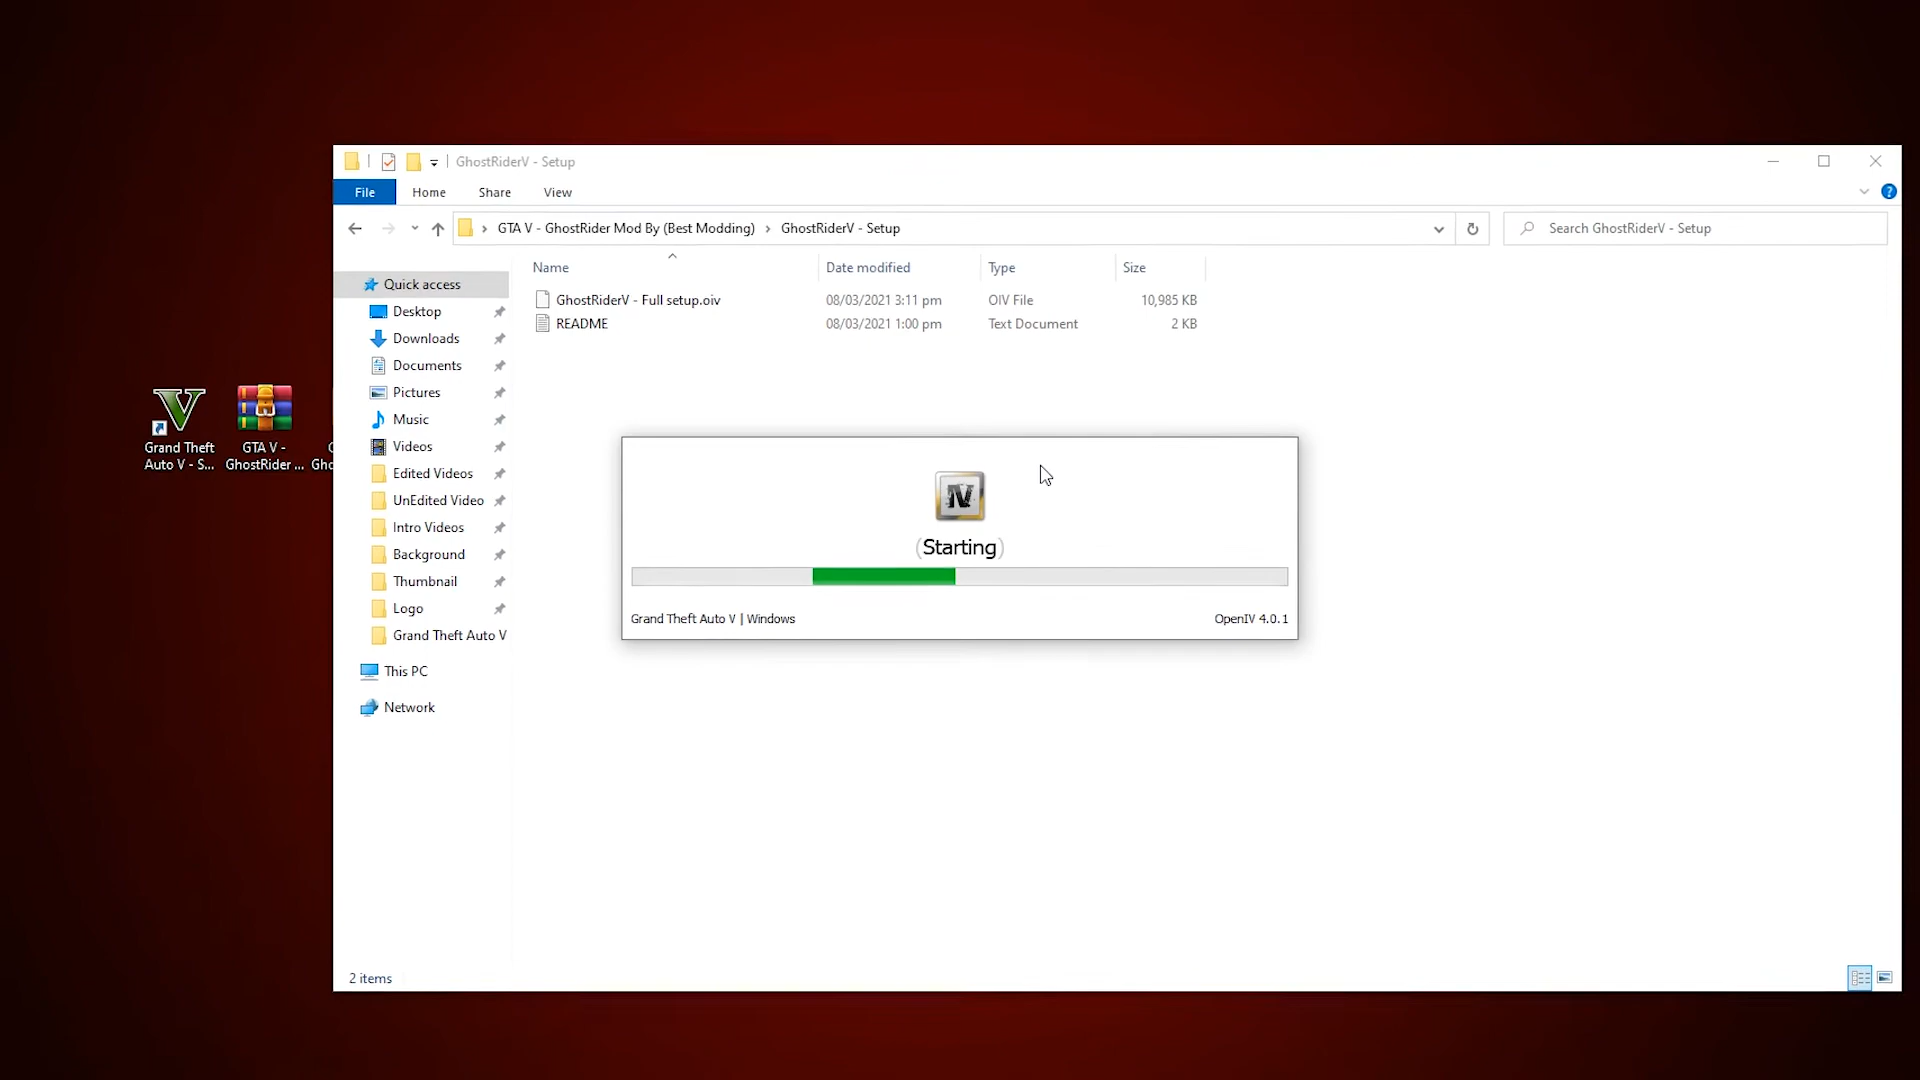 GhostRiderV - Setup
File Home Share View
GTA V - GhostRider Mod By (Best Modding) GhostRiderV - Setup
Search GhostRiderV - Setup
Name Date modified Type Size
GhostRiderV - Full setup.oiv 08/03/2021 3:11 pm OIV File 10,985 KB
README 08/03/2021 1:00 pm Text Document 2 KB
Quick access
Desktop
Downloads
Documents
Pictures
Music
Videos
Edited Videos
UnEdited Video
Intro Videos
Background
Thumbnail
Logo
Grand Theft Auto V
This PC
Network
Grand Theft
Auto V - S...
GTA V -
GhostRider ...
Gho
IV
(Starting)
Grand Theft Auto V | Windows
OpenIV 4.0.1
2 items